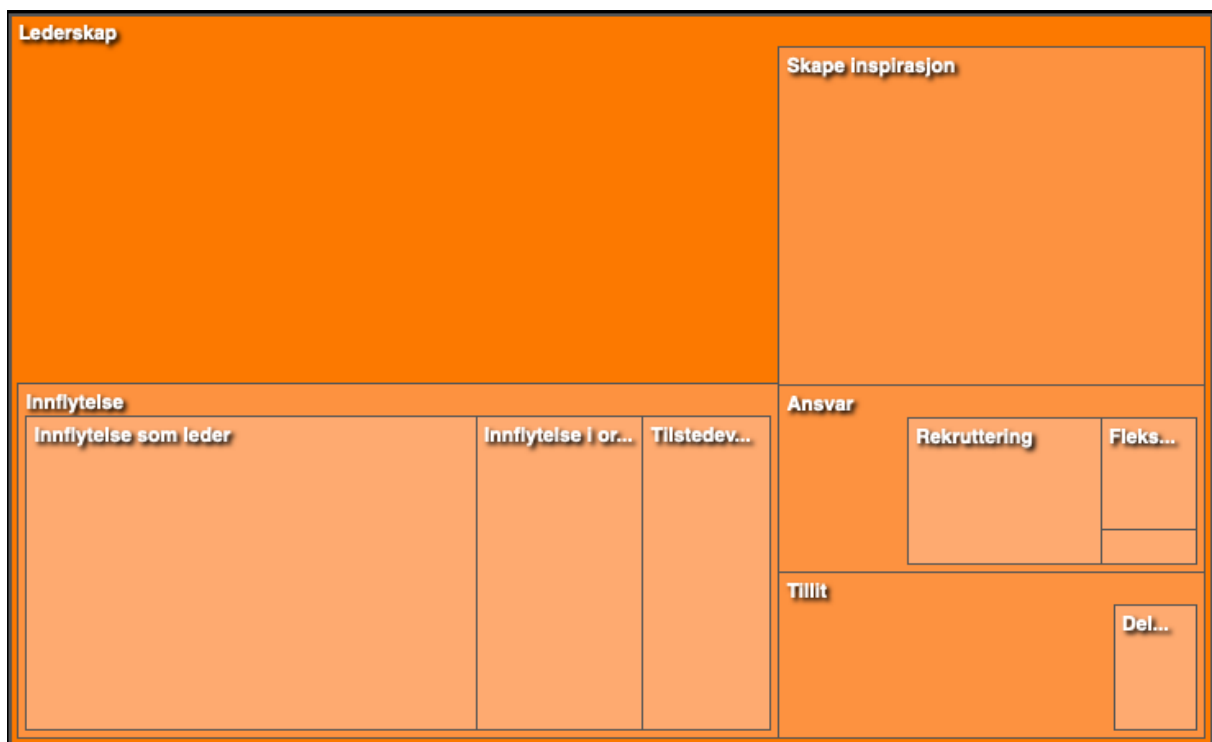 Lederskap
Skape inspirasjon
Innflytelse
Innflytelse som leder
Innflytelse i or...
Tilstedev...
Ansvar
Rekruttering
Fleks...
Tillit
Del...